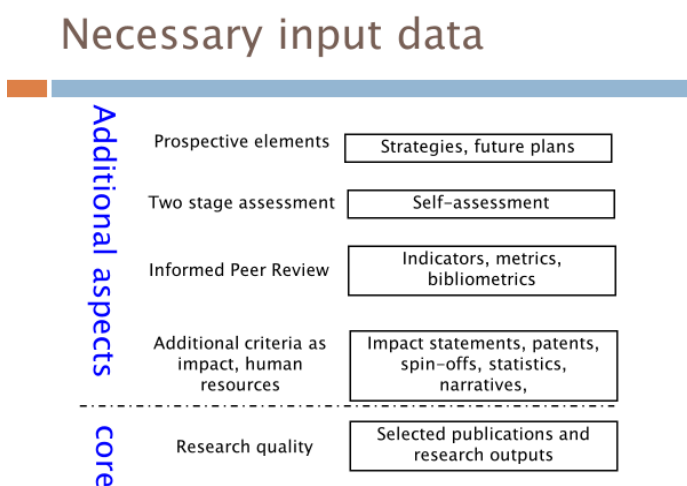 Necessary input data
Additional aspects
Prospective elements
Strategies, future plans
Two stage assessment
Self-assessment
Informed Peer Review
Indicators, metrics,
bibliometrics
Additional criteria as
impact, human
resources
Impact statements, patents,
spin-offs, statistics,
narratives,
core
Research quality
Selected publications and
research outputs